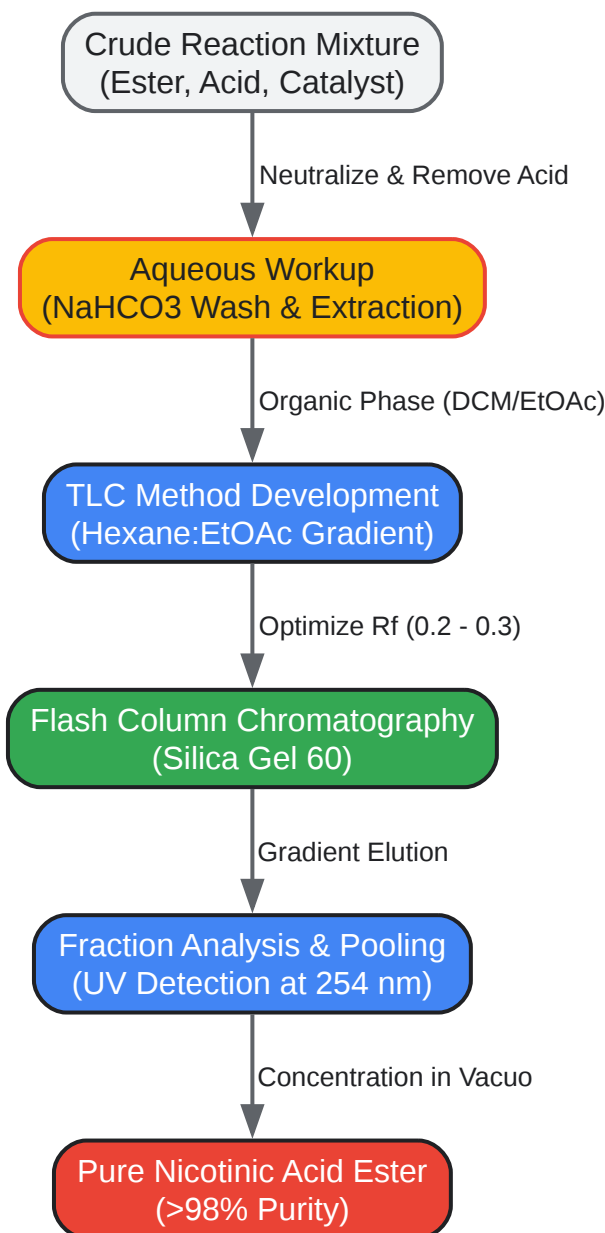 Crude Reaction Mixture
(Ester, Acid, Catalyst)
Neutralize & Remove Acid
Aqueous Workup
(NaHCO3 Wash & Extraction)
Organic Phase (DCM/EtOAc)
TLC Method Development
(Hexane:EtOAc Gradient)
Optimize Rf (0.2 - 0.3)
Flash Column Chromatography
(Silica Gel 60)
Gradient Elution
Fraction Analysis & Pooling
(UV Detection at 254 nm)
Concentration in Vacuo
Pure Nicotinic Acid Ester
(>98% Purity)